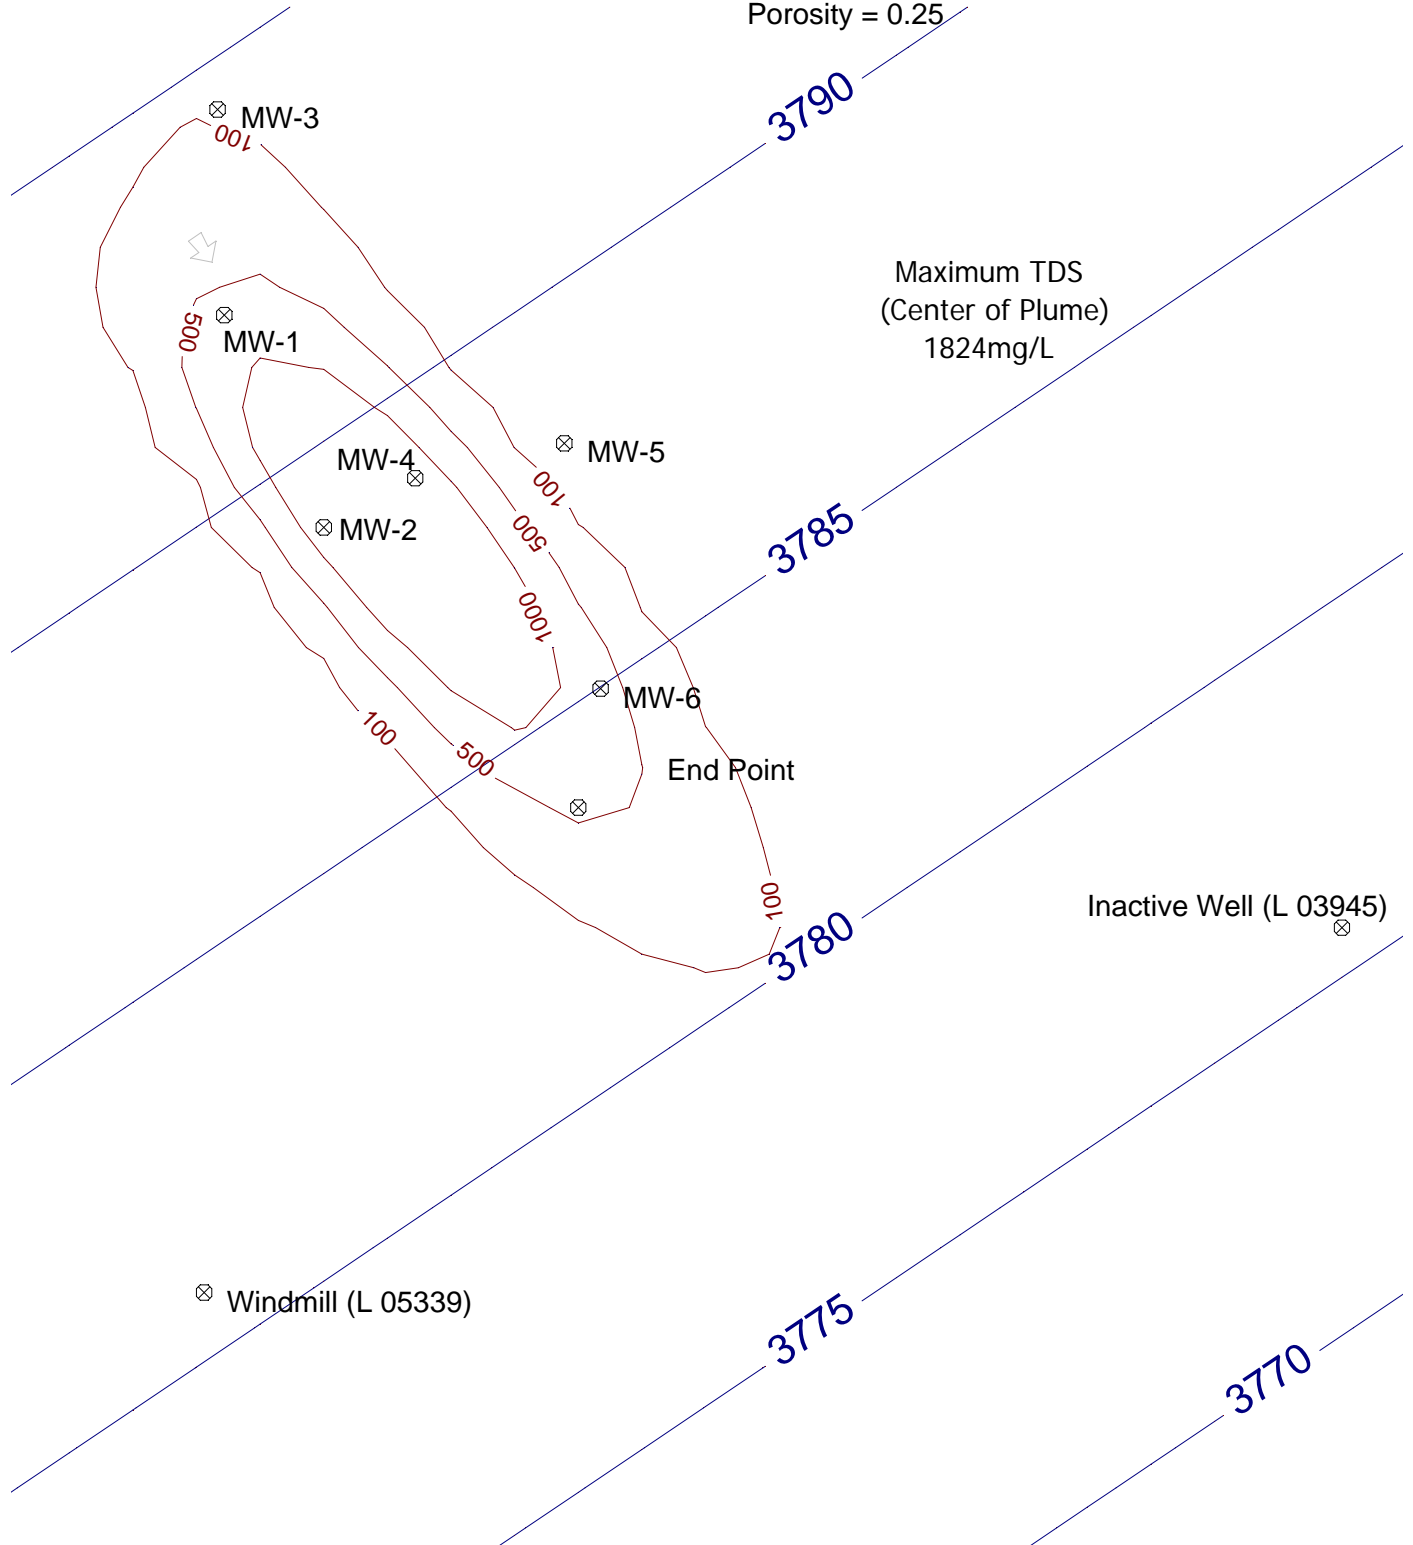 Porosity = 0.25
3790
MW-3
100
Maximum TDS
(Center of Plume)
1824mg/L
500
MW-1
MW-5
MW-4
100
MW-2
500
3785
1000
MW-6
100
500
End Point
100
Inactive Well (L 03945)
3780
Windmill (L 05339)
3775
3770